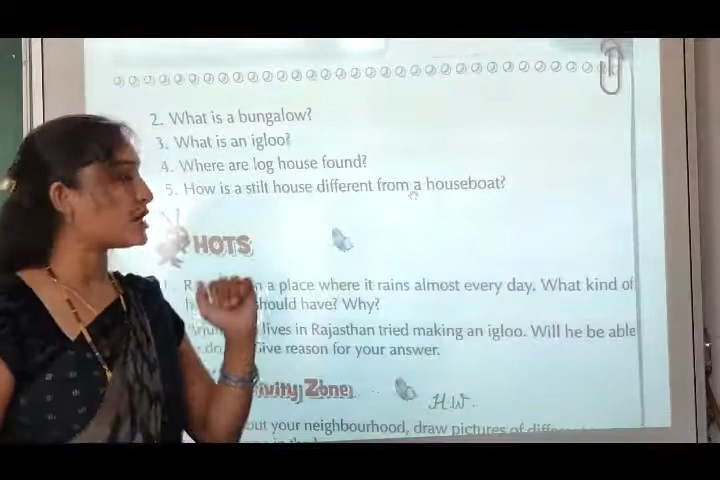 2. What is a bungalow?
3. What is an igloo?
4. Where are log house found?
5. How is a stilt house different from a houseboat?
HOTS
1. in a place where it rains almost every day. What kind of
should have? Why?
lives in Rajasthan tried making an igloo. Will he be able
Give reason for your answer.
Zone
H.W.
your neighbourhood, draw pictures of